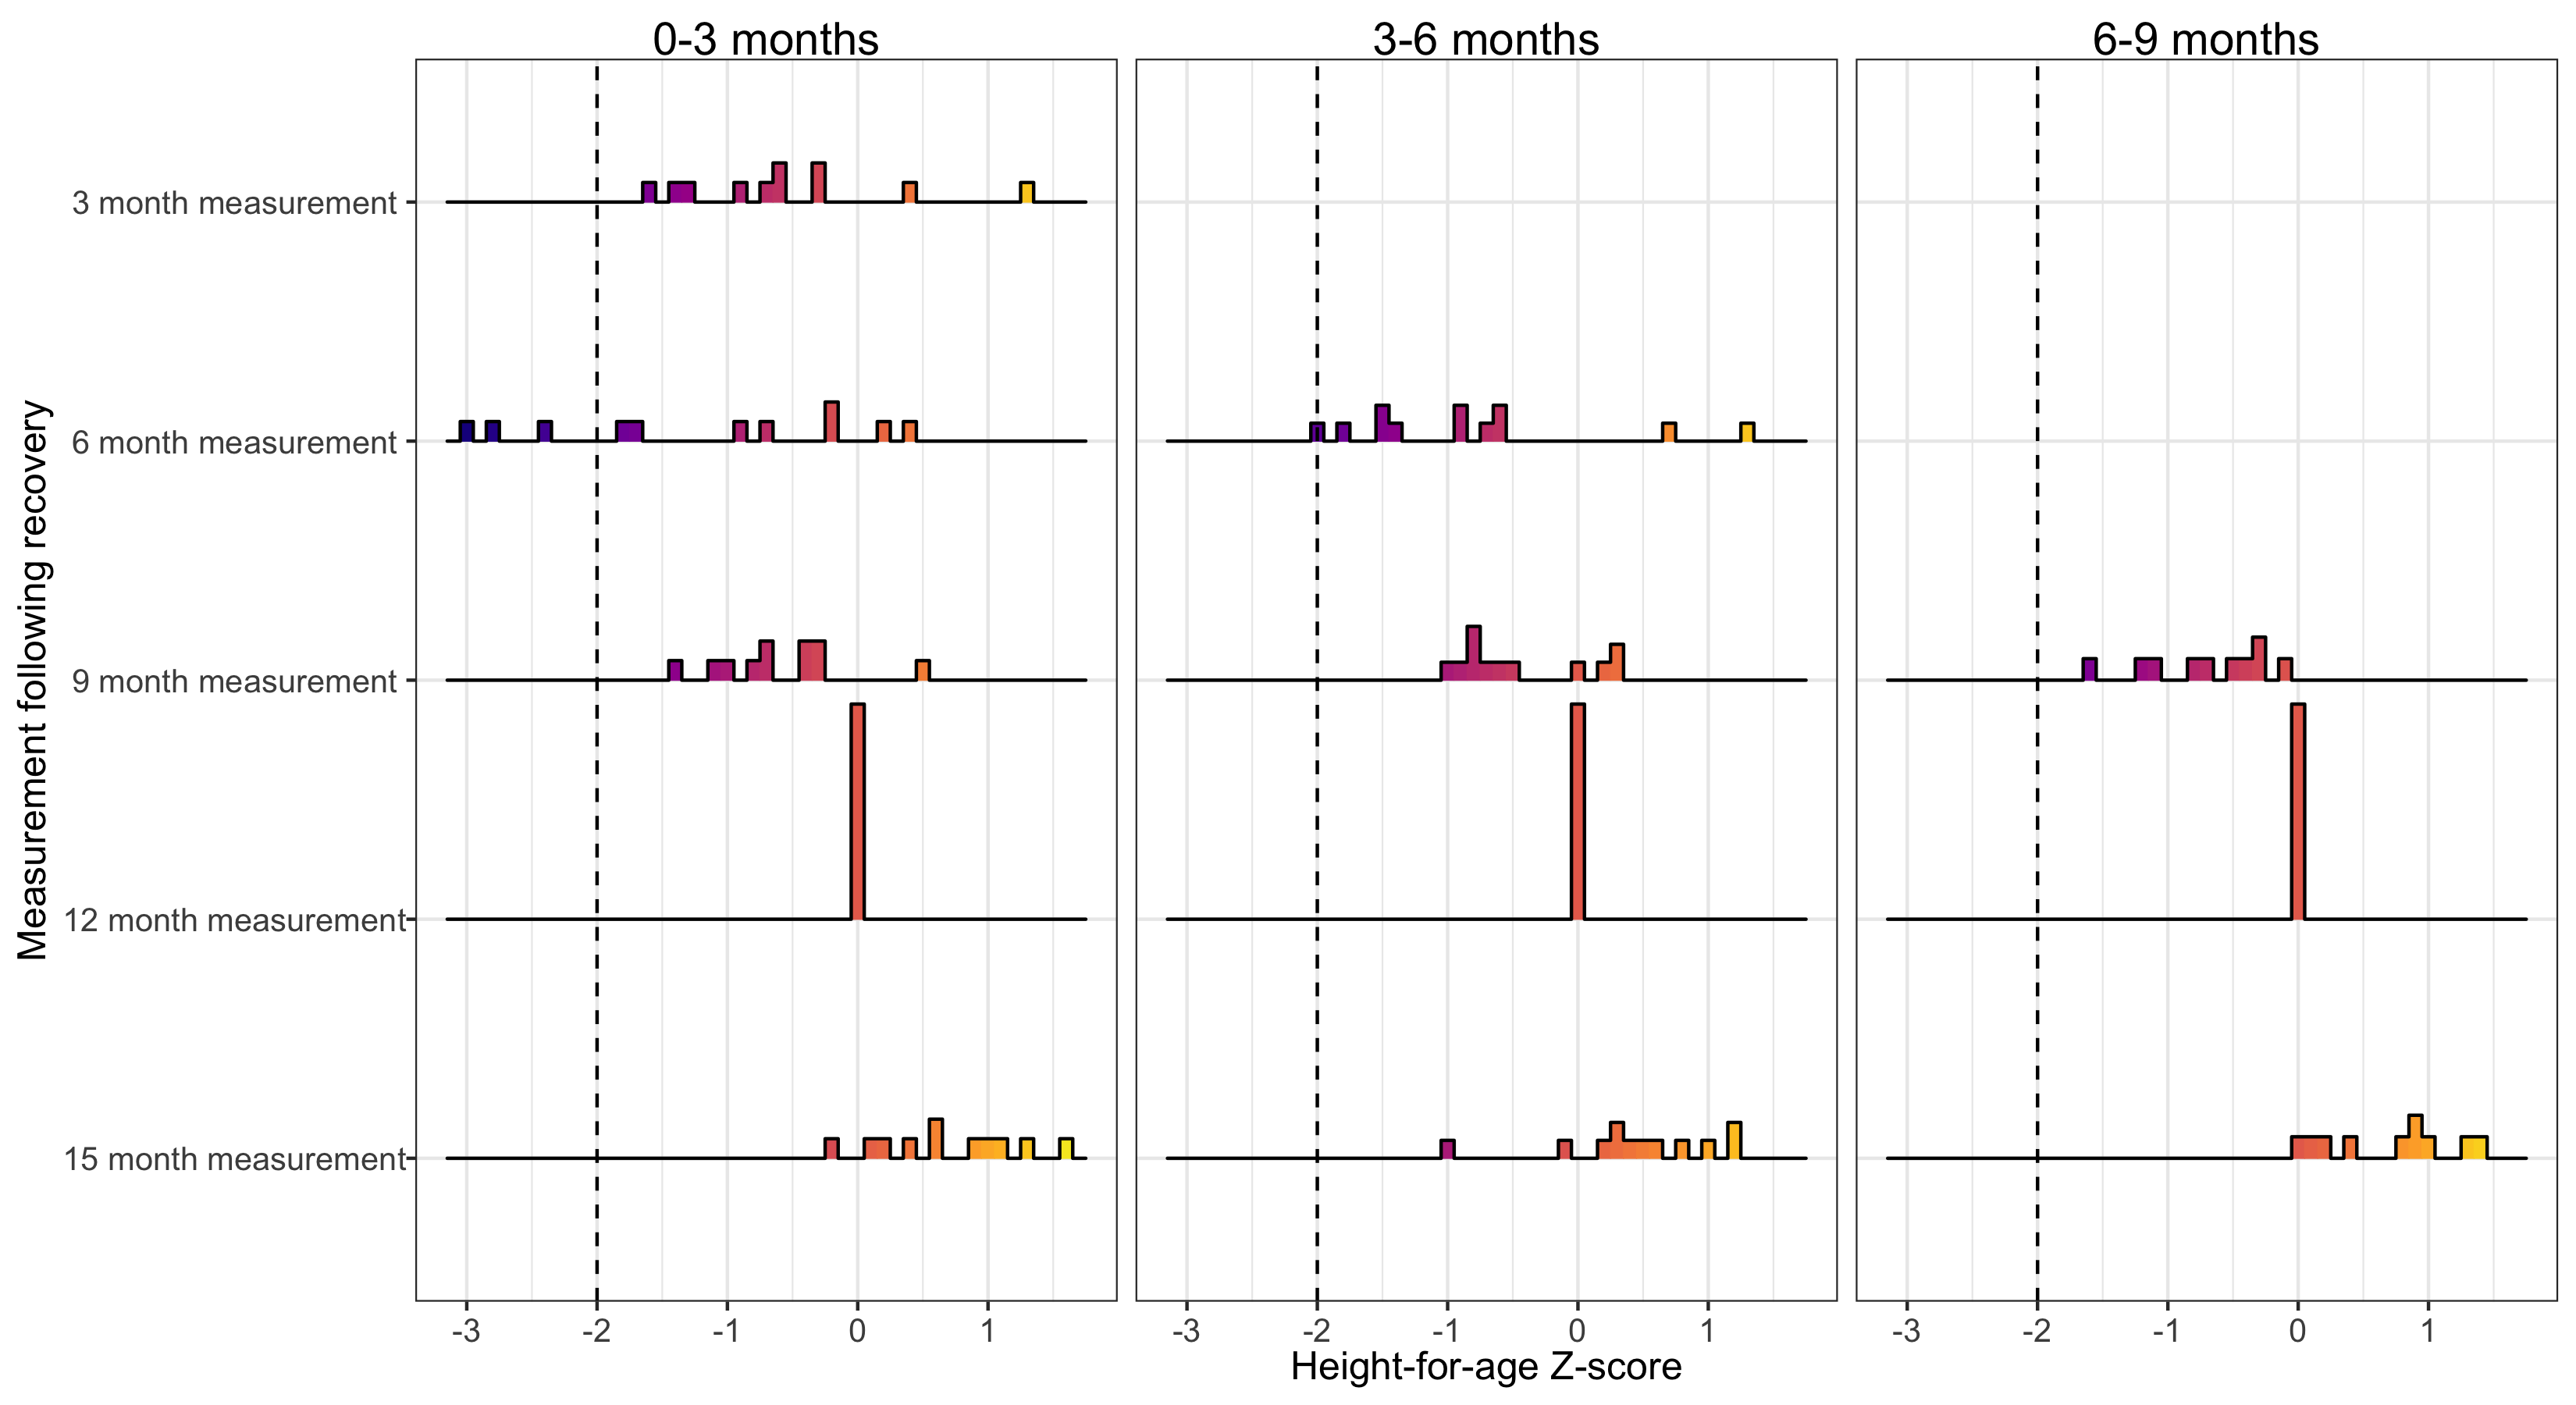 0-3 months
3-6 months
6-9 months
Measurement following recovery
3 month measurement
6 month measurement
9 month measurement
12 month measurement
15 month measurement
-3 -2 -1 0 1
-3 -2 -1 0 1
-3 -2 -1 0 1
Height-for-age Z-score